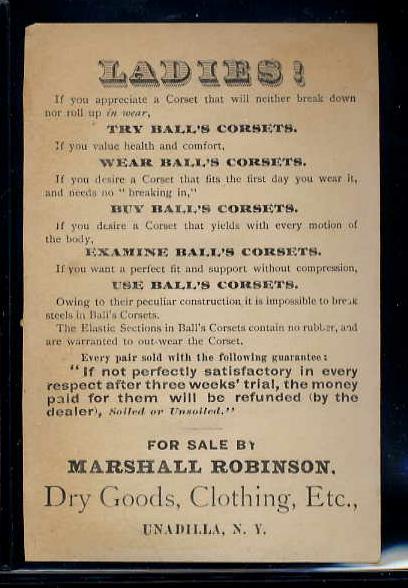 LADIES!
If you appreciate a Corset that will neither break down
nor roll up in wear,
TRY BALL'S CORSETS.
If you value health and comfort,
WEAR BALL'S CORSETS.
If you desire a Corset that fits the first day you wear it,
and needs no "breaking in,"
BUY BALL'S CORSETS.
If you desire a Corset that yields with every motion of
the body,
EXAMINE BALL'S CORSETS.
If you want a perfect fit and support without compression,
USE BALL'S CORSETS.
Owing to their peculiar construction it is impossible to break
steels in Ball's Corsets.
The Elastic Sections in Ball's Corsets contain no rubber, and
are warranted to out-wear the Corset.
Every pair sold with the following guarantee:
"If not perfectly satisfactory in every
respect after three weeks' trial, the money
paid for them will be refunded (by the
dealer), Soiled or Unsoiled."
FOR SALE BY
MARSHALL ROBINSON,
Dry Goods, Clothing, Etc.,
UNADILLA, N. Y.